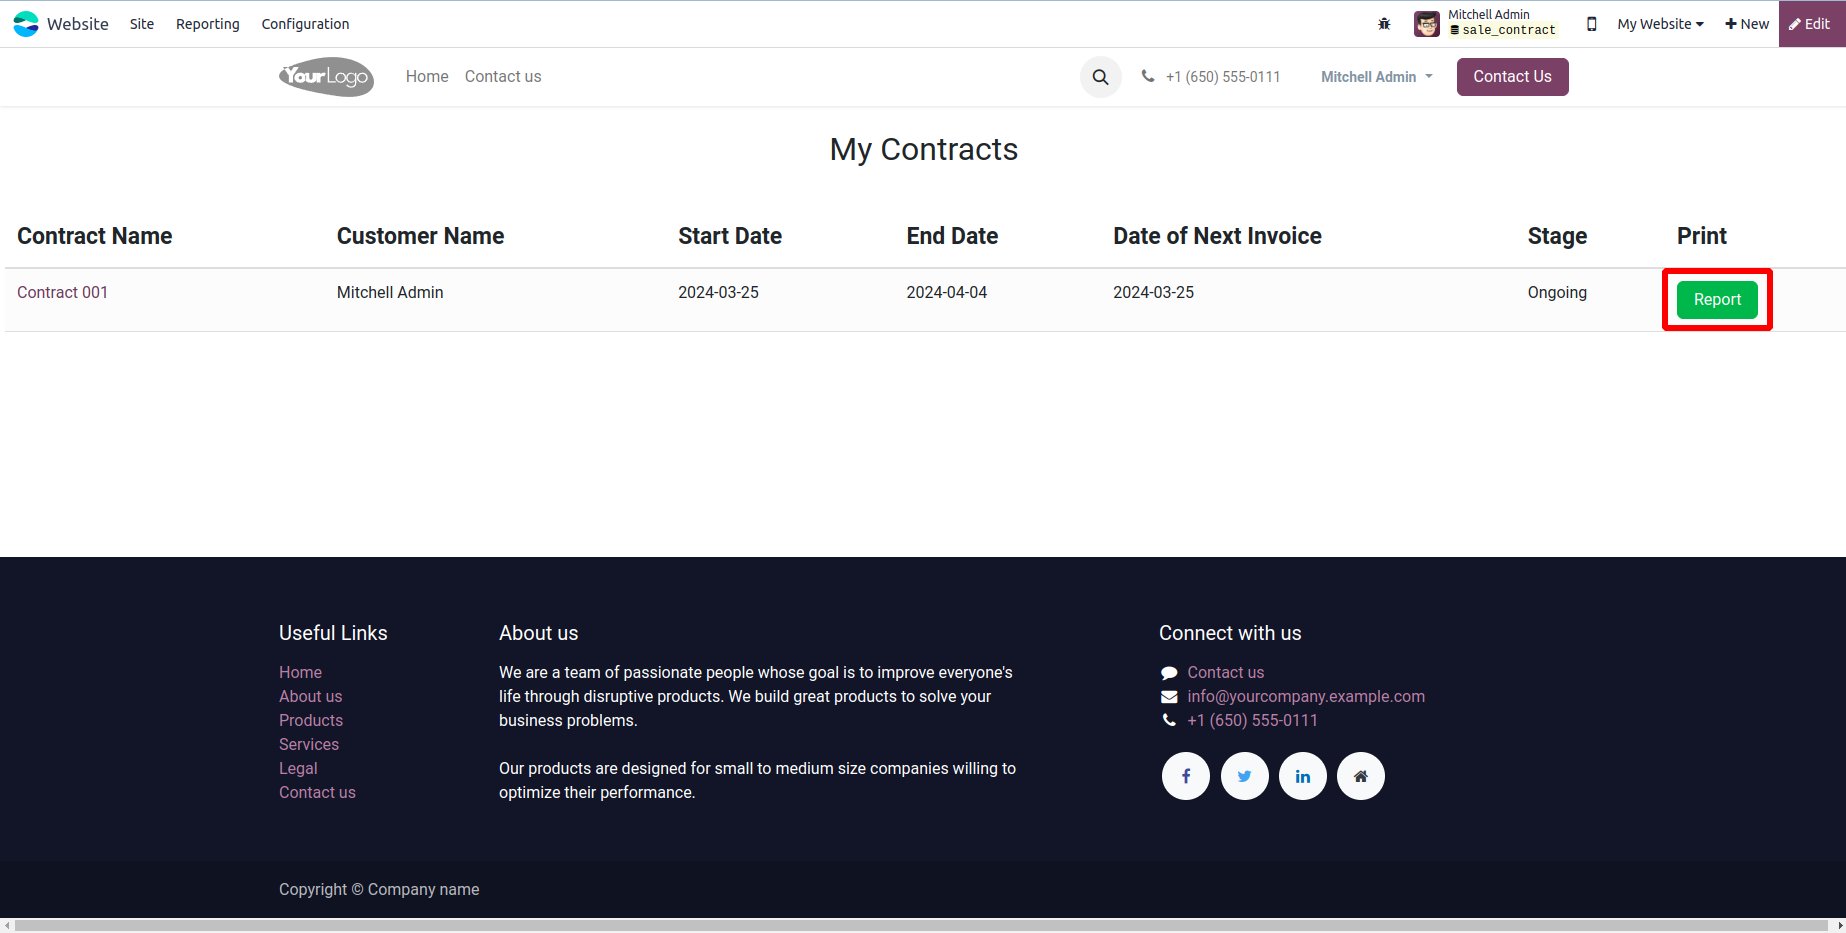 Website Site Reporting Configuration Mitchell Admin sale_contract My Website New Edit
YourLogo Home Contact us +1 (650) 555-0111 Mitchell Admin Contact Us
My Contracts
Contract Name Customer Name Start Date End Date Date of Next Invoice Stage Print
Contract 001 Mitchell Admin 2024-03-25 2024-04-04 2024-03-25 Ongoing Report
Useful Links
Home
About us
Products
Services
Legal
Contact us
About us
We are a team of passionate people whose goal is to improve everyone's
life through disruptive products. We build great products to solve your
business problems.
Our products are designed for small to medium size companies willing to
optimize their performance.
Connect with us
Contact us
info@yourcompany.example.com
+1 (650) 555-0111
Copyright © Company name